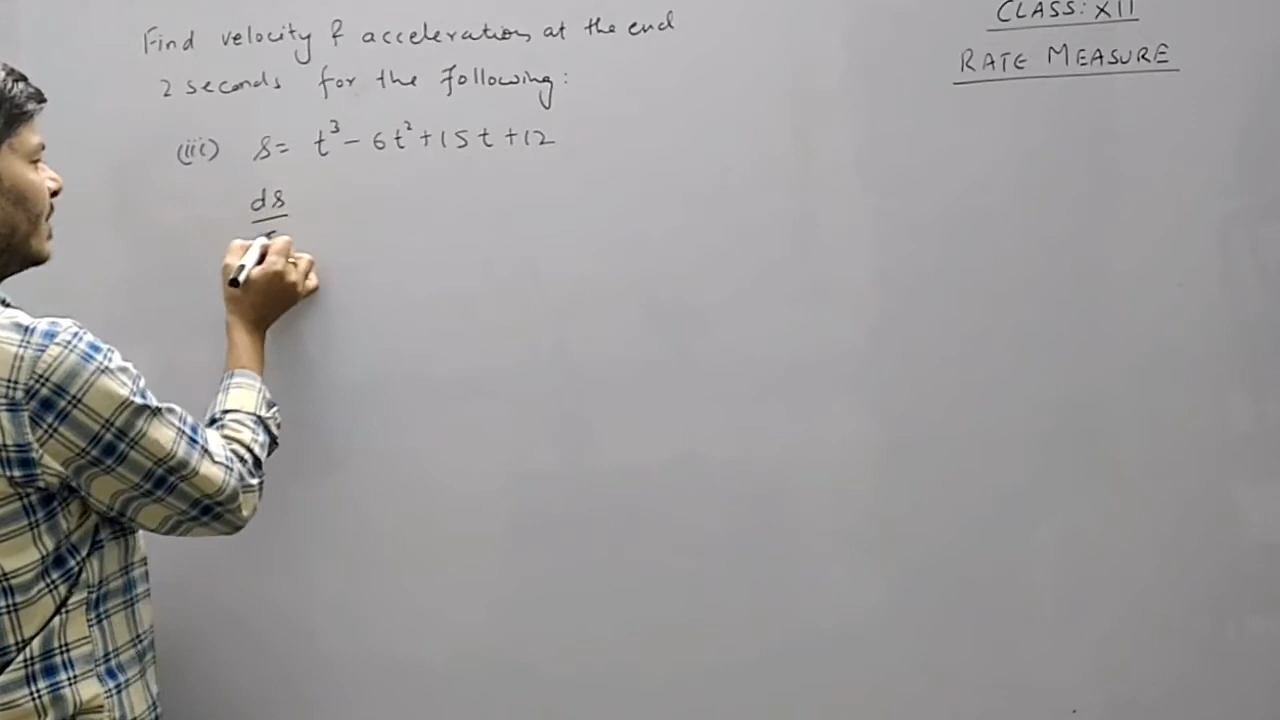 Find velocity & acceleration at the end
2 seconds for the following:
(iii) s = t³ - 6t² + 15t + 12
ds
CLASS: XII
RATE MEASURE